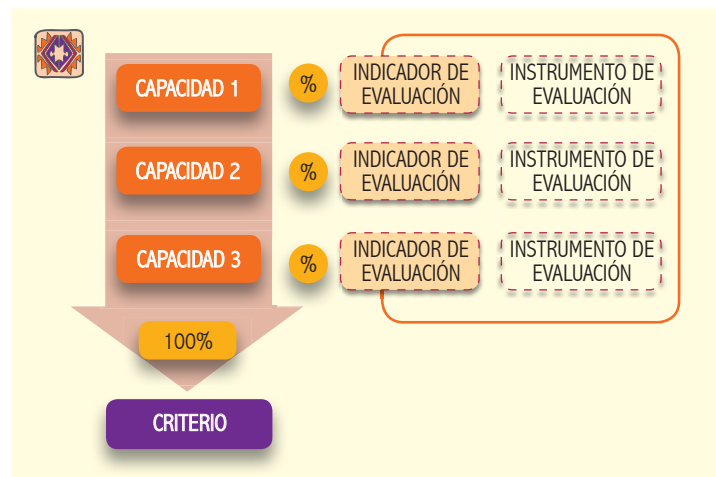 CAPACIDAD 1
%
INDICADOR DE
EVALUACIÓN
INSTRUMENTO DE
EVALUACIÓN
CAPACIDAD 2
%
INDICADOR DE
EVALUACIÓN
INSTRUMENTO DE
EVALUACIÓN
CAPACIDAD 3
%
INDICADOR DE
EVALUACIÓN
INSTRUMENTO DE
EVALUACIÓN
100%
CRITERIO